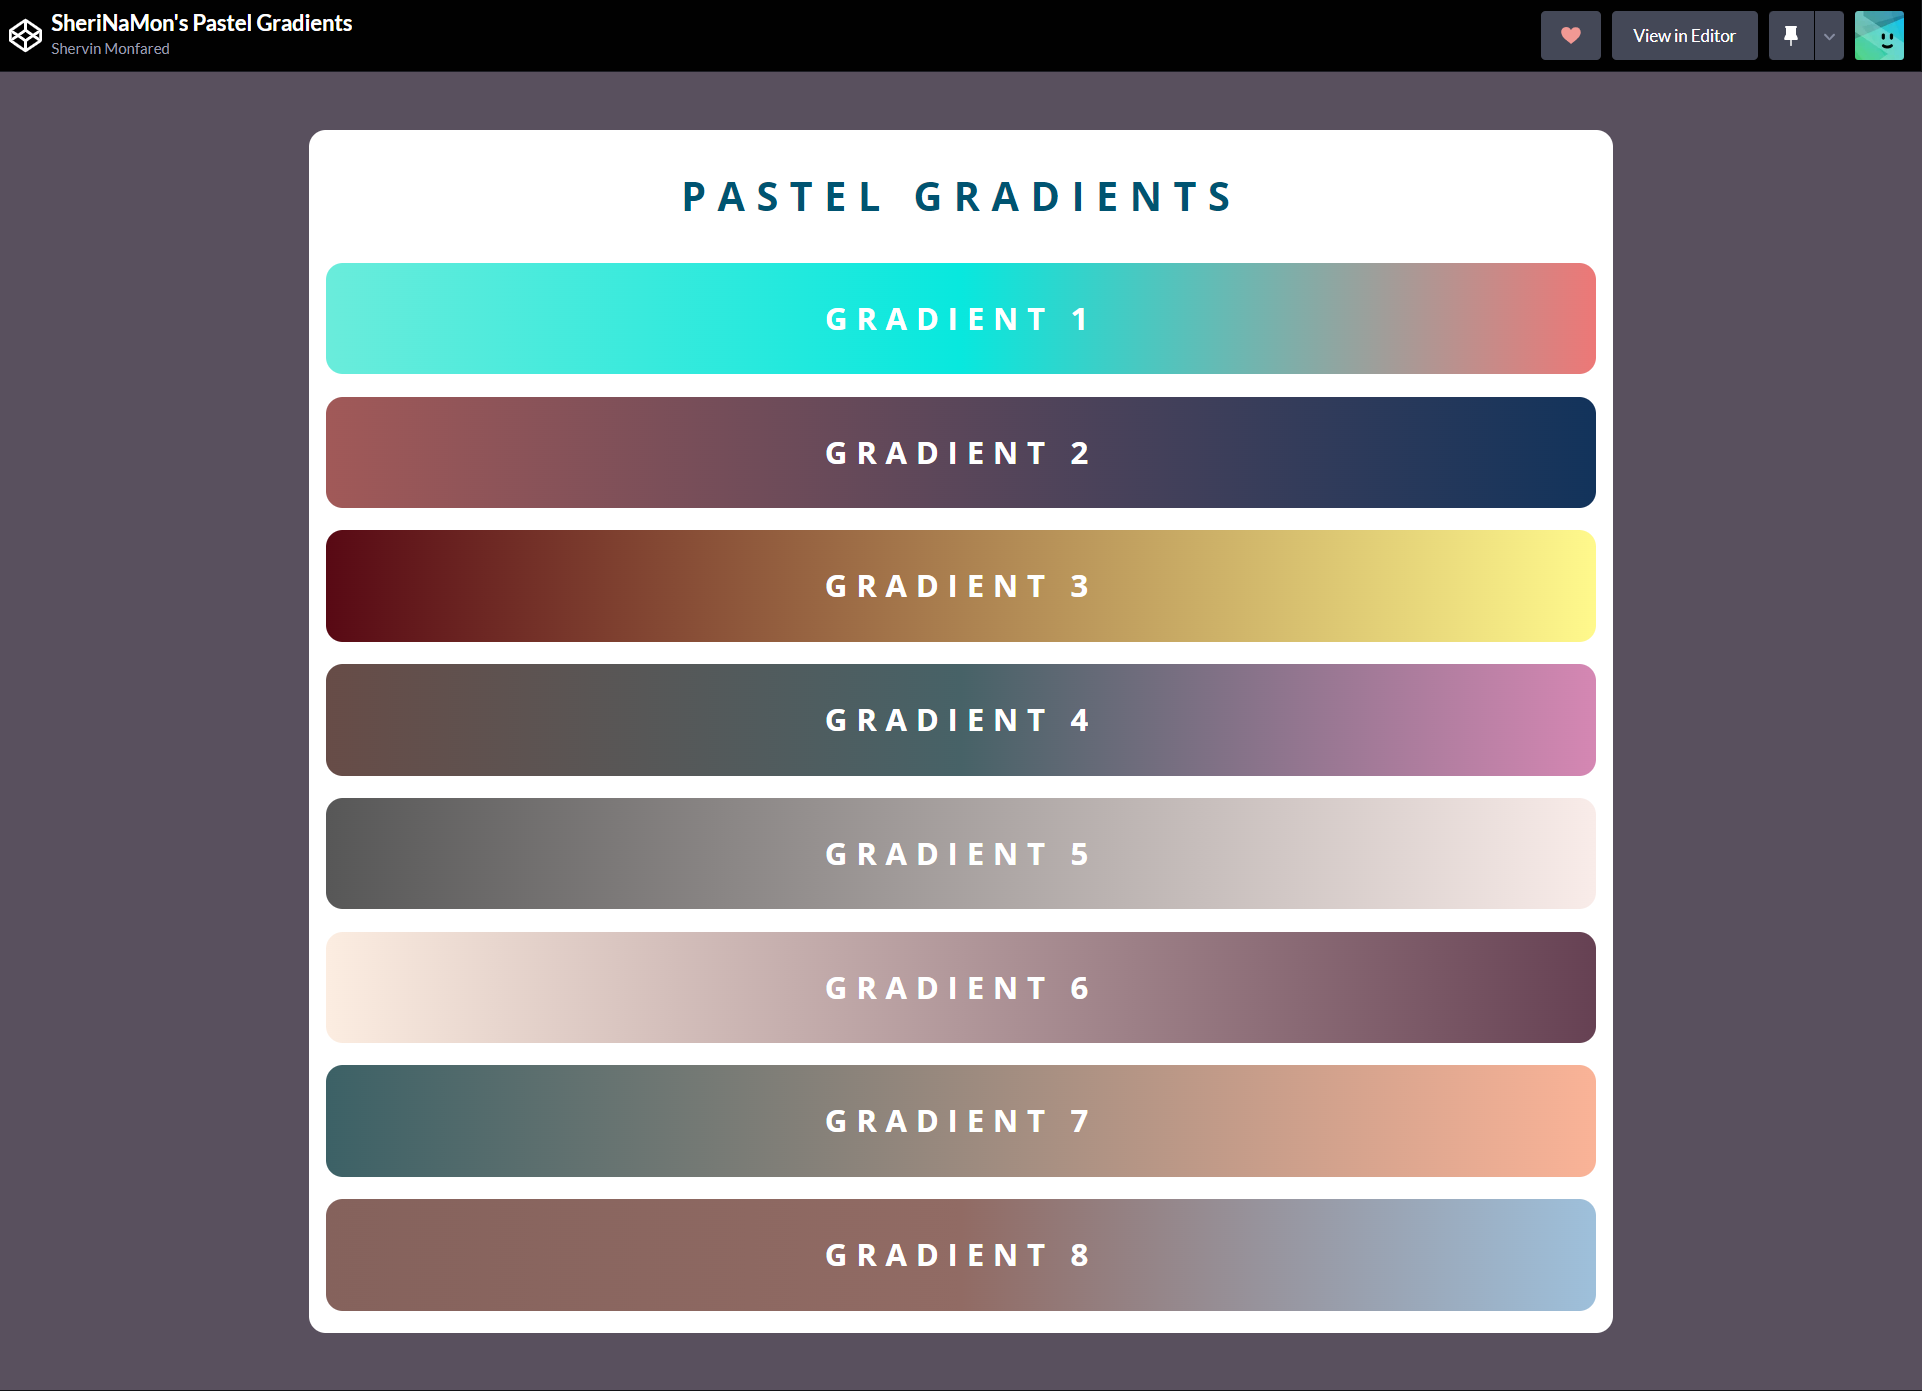 SheriNaMon's Pastel Gradients
Shervin Monfared
View in Editor
PASTEL GRADIENTS
GRADIENT 1
GRADIENT 2
GRADIENT 3
GRADIENT 4
GRADIENT 5
GRADIENT 6
GRADIENT 7
GRADIENT 8